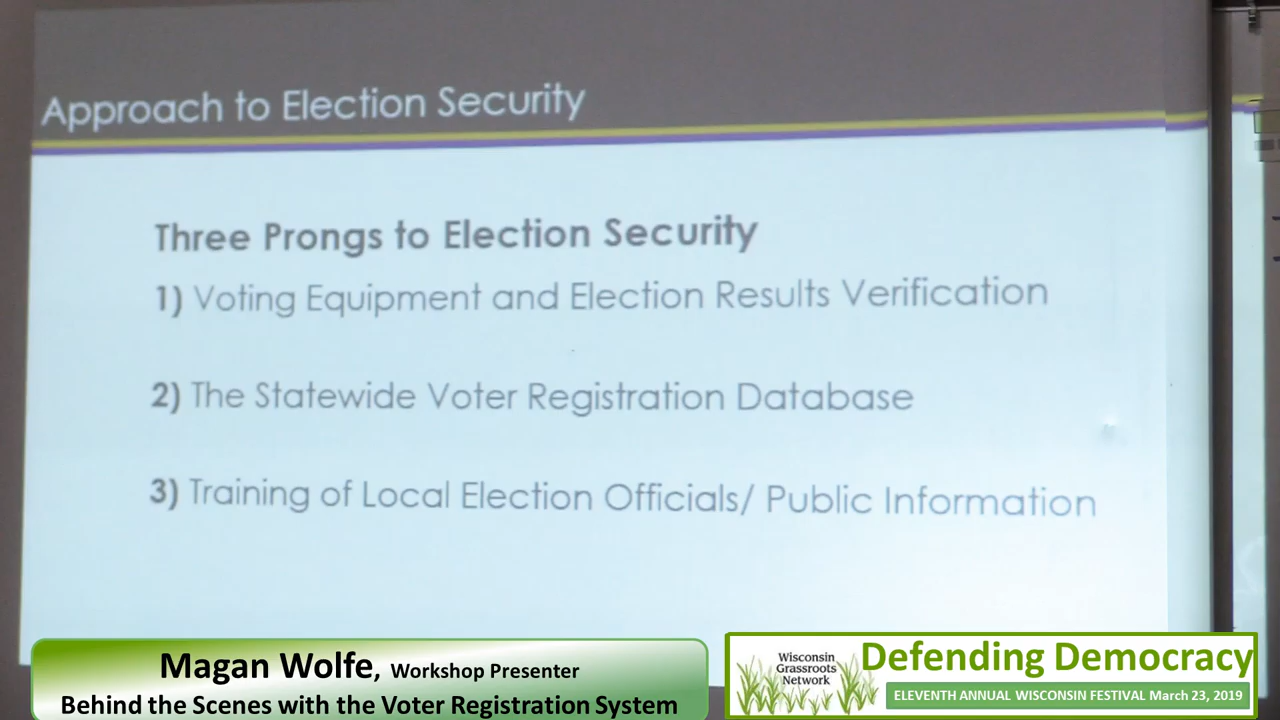 Approach to Election Security
Three Prongs to Election Security
1) Voting Equipment and Election Results Verification
2) The Statewide Voter Registration Database
3) Training of Local Election Officials/ Public Information
Magan Wolfe, Workshop Presenter
Behind the Scenes with the Voter Registration System
Wisconsin
Grassroots
Network
Defending Democracy
ELEVENTH ANNUAL WISCONSIN FESTIVAL March 23, 2019